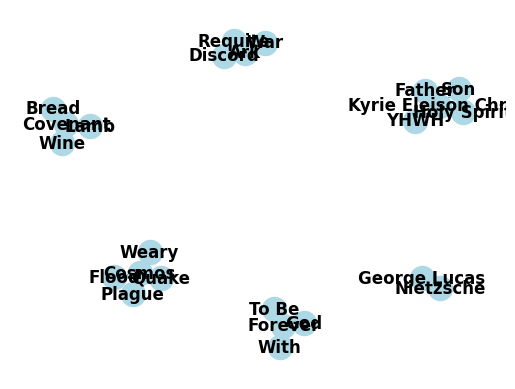 Require
War
Discord
Ark
Bread
Covenant
Lamb
Wine
Father
Son
Kyrie Eleison Chr
Holy Spirit
YHWH
Weary
Cosmos
Flood
Quake
Plague
To Be
Forever
God
With
George Lucas
Nietzsche